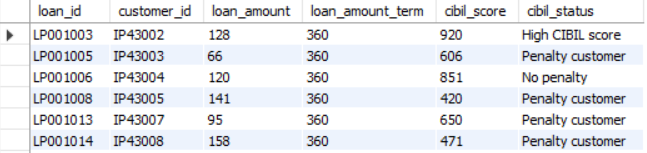 loan_id customer_id loan_amount loan_amount_term cibil_score cibil_status
LP001003 IP43002 128 360 920 High CIBIL score
LP001005 IP43003 66 360 606 Penalty customer
LP001006 IP43004 120 360 851 No penalty
LP001008 IP43005 141 360 420 Penalty customer
LP001013 IP43007 95 360 650 Penalty customer
LP001014 IP43008 158 360 471 Penalty customer